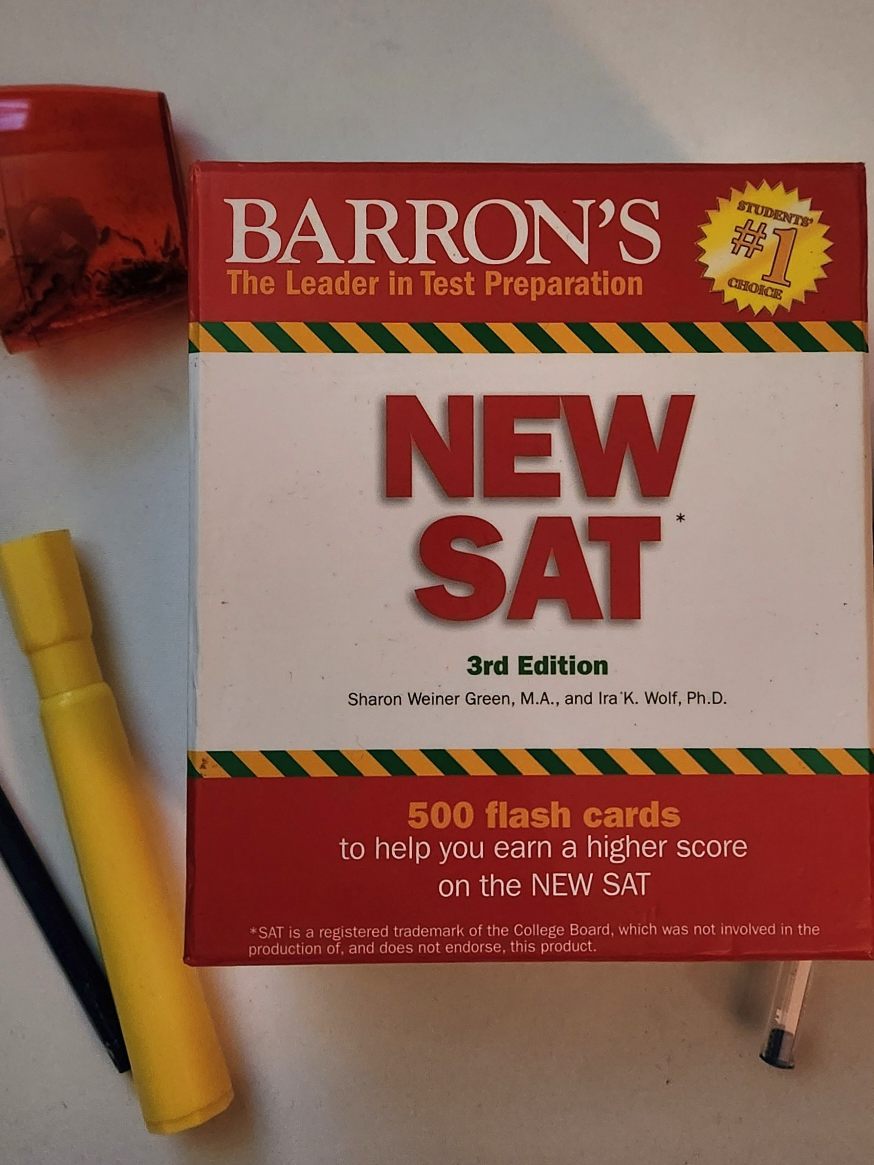 BARRON'S
The Leader in Test Preparation
STUDENTS'
#1
CHOICE
NEW
SAT*
3rd Edition
Sharon Weiner Green, M.A., and Ira K. Wolf, Ph.D.
500 flash cards
to help you earn a higher score
on the NEW SAT
*SAT is a registered trademark of the College Board, which was not involved in the
production of, and does not endorse, this product.